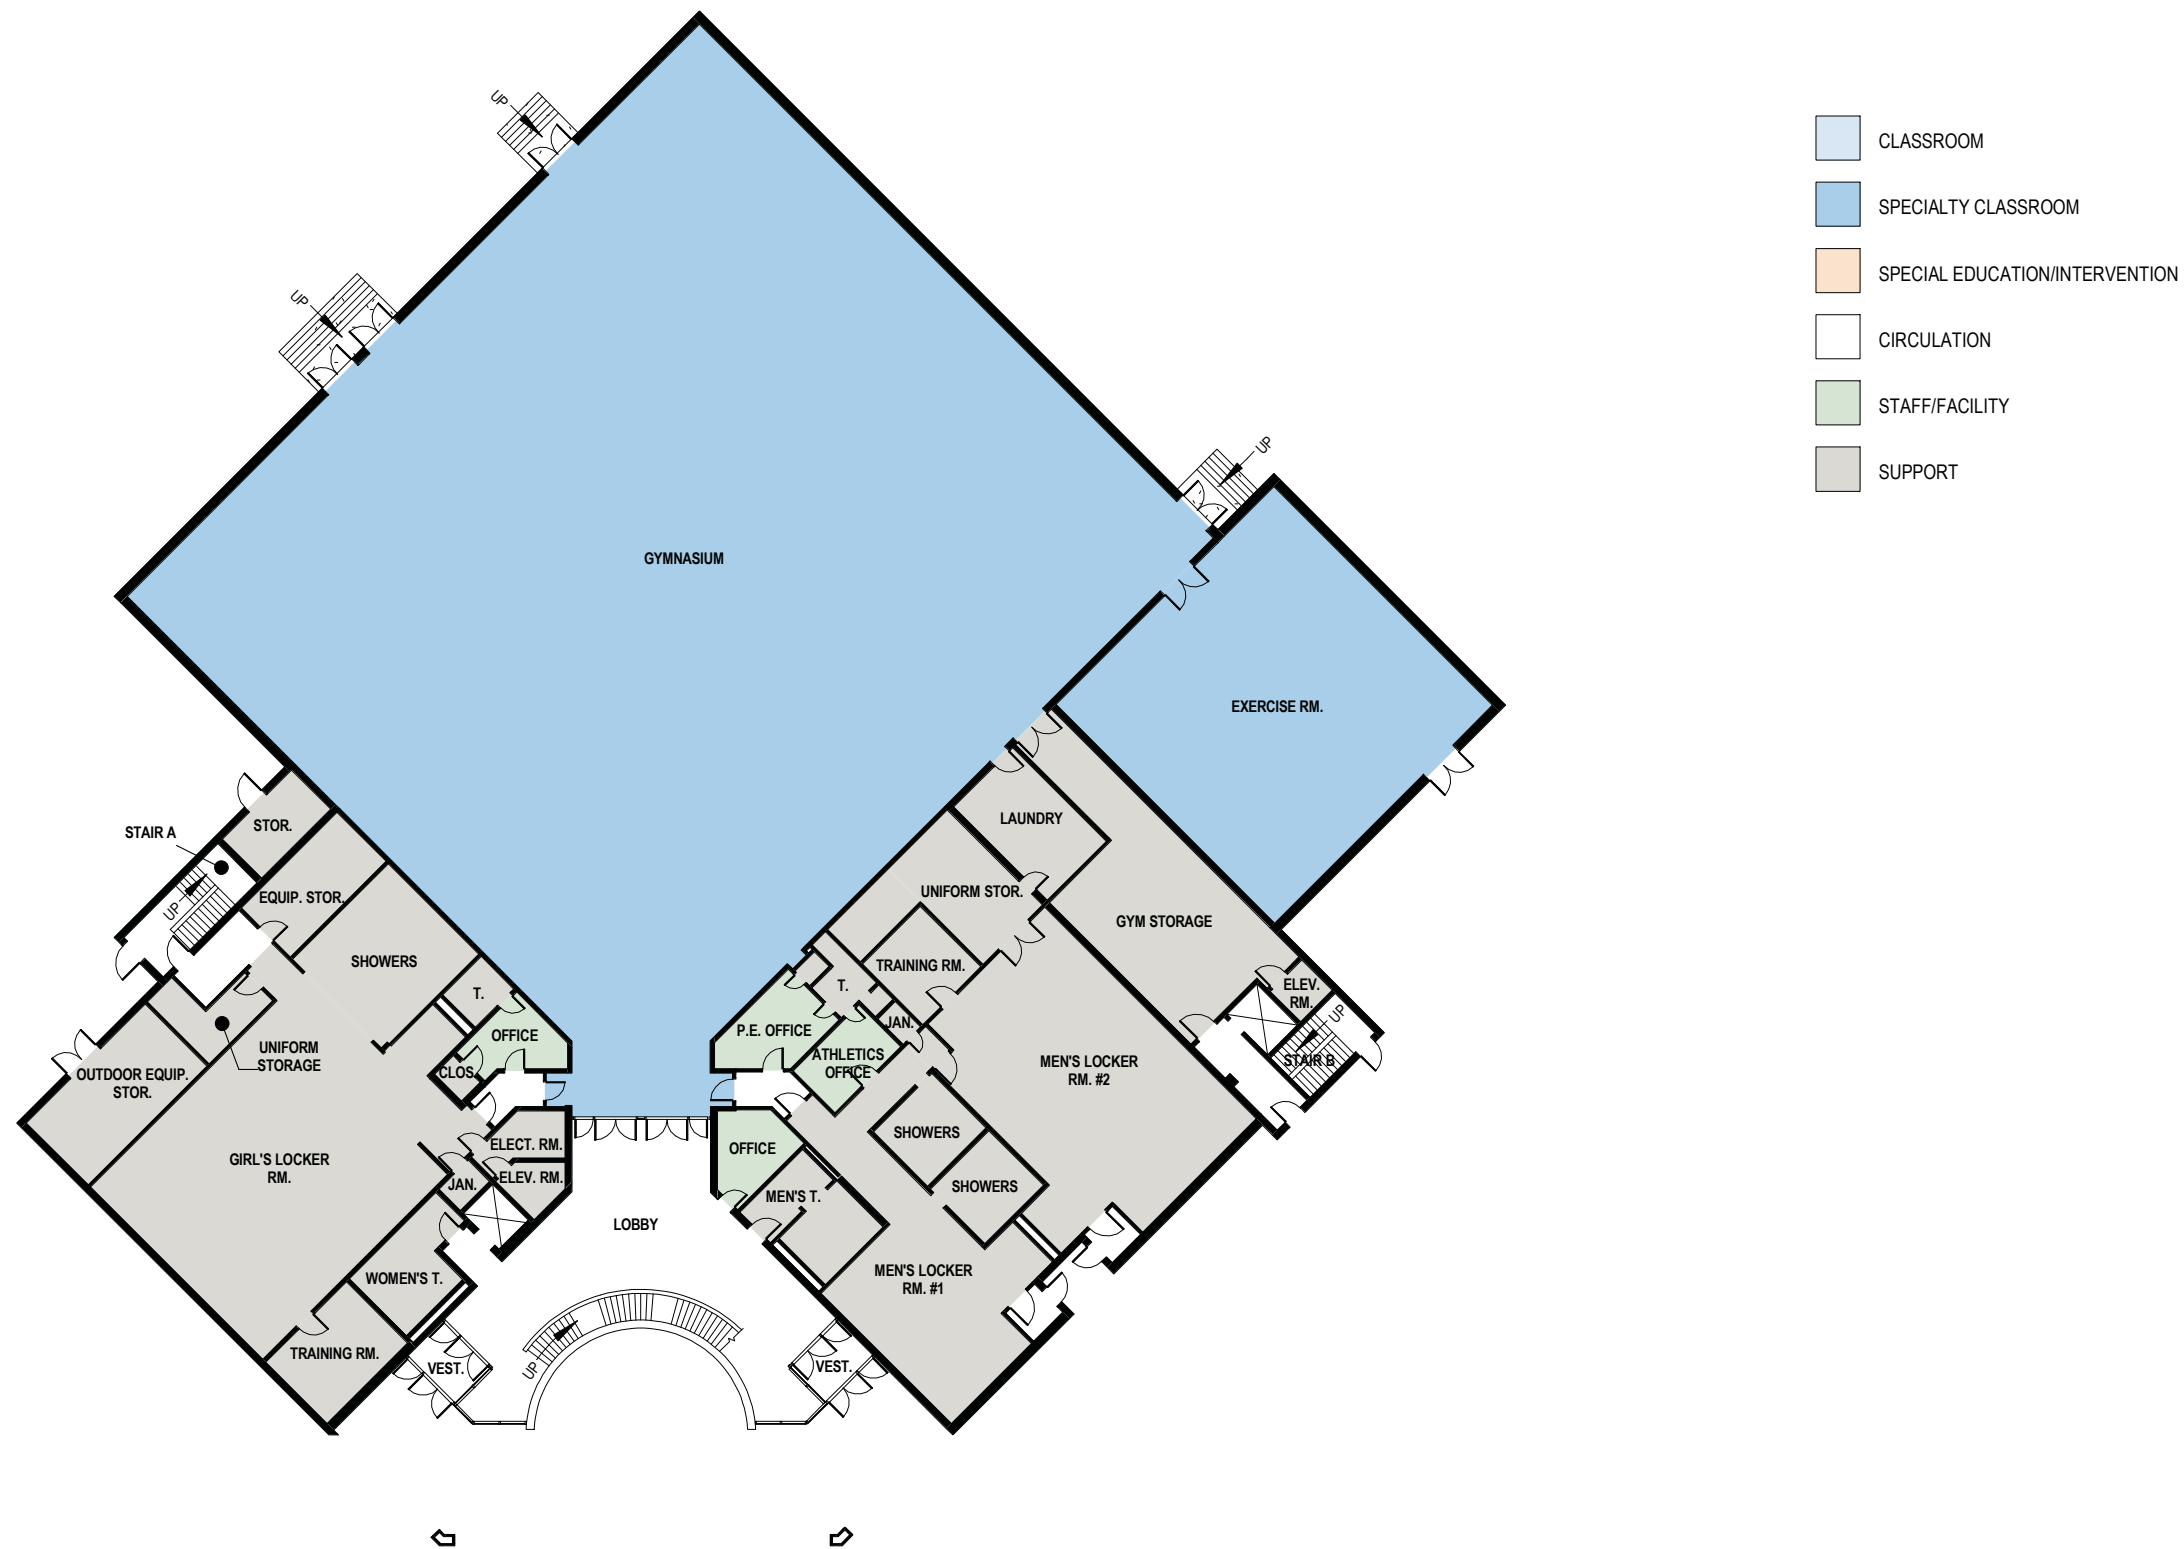 UP
UP
UP
GYMNASIUM
EXERCISE RM.
STOR.
STAIR A
UP
EQUIP. STOR.
SHOWERS
T.
OFFICE
CLOS.
UNIFORM
STORAGE
OUTDOOR EQUIP.
STOR.
GIRL'S LOCKER
RM.
ELECT. RM.
ELEV. RM.
JAN.
WOMEN'S T.
TRAINING RM.
VEST.
LOBBY
UP
VEST.
LAUNDRY
UNIFORM STOR.
GYM STORAGE
TRAINING RM.
T.
P.E. OFFICE
JAN.
ATHLETICS
OFFICE
ELEV.
RM.
UP
STAIR B
MEN'S LOCKER
RM. #2
SHOWERS
SHOWERS
OFFICE
MEN'S T.
MEN'S LOCKER
RM. #1
CLASSROOM
SPECIALTY CLASSROOM
SPECIAL EDUCATION/INTERVENTION
CIRCULATION
STAFF/FACILITY
SUPPORT